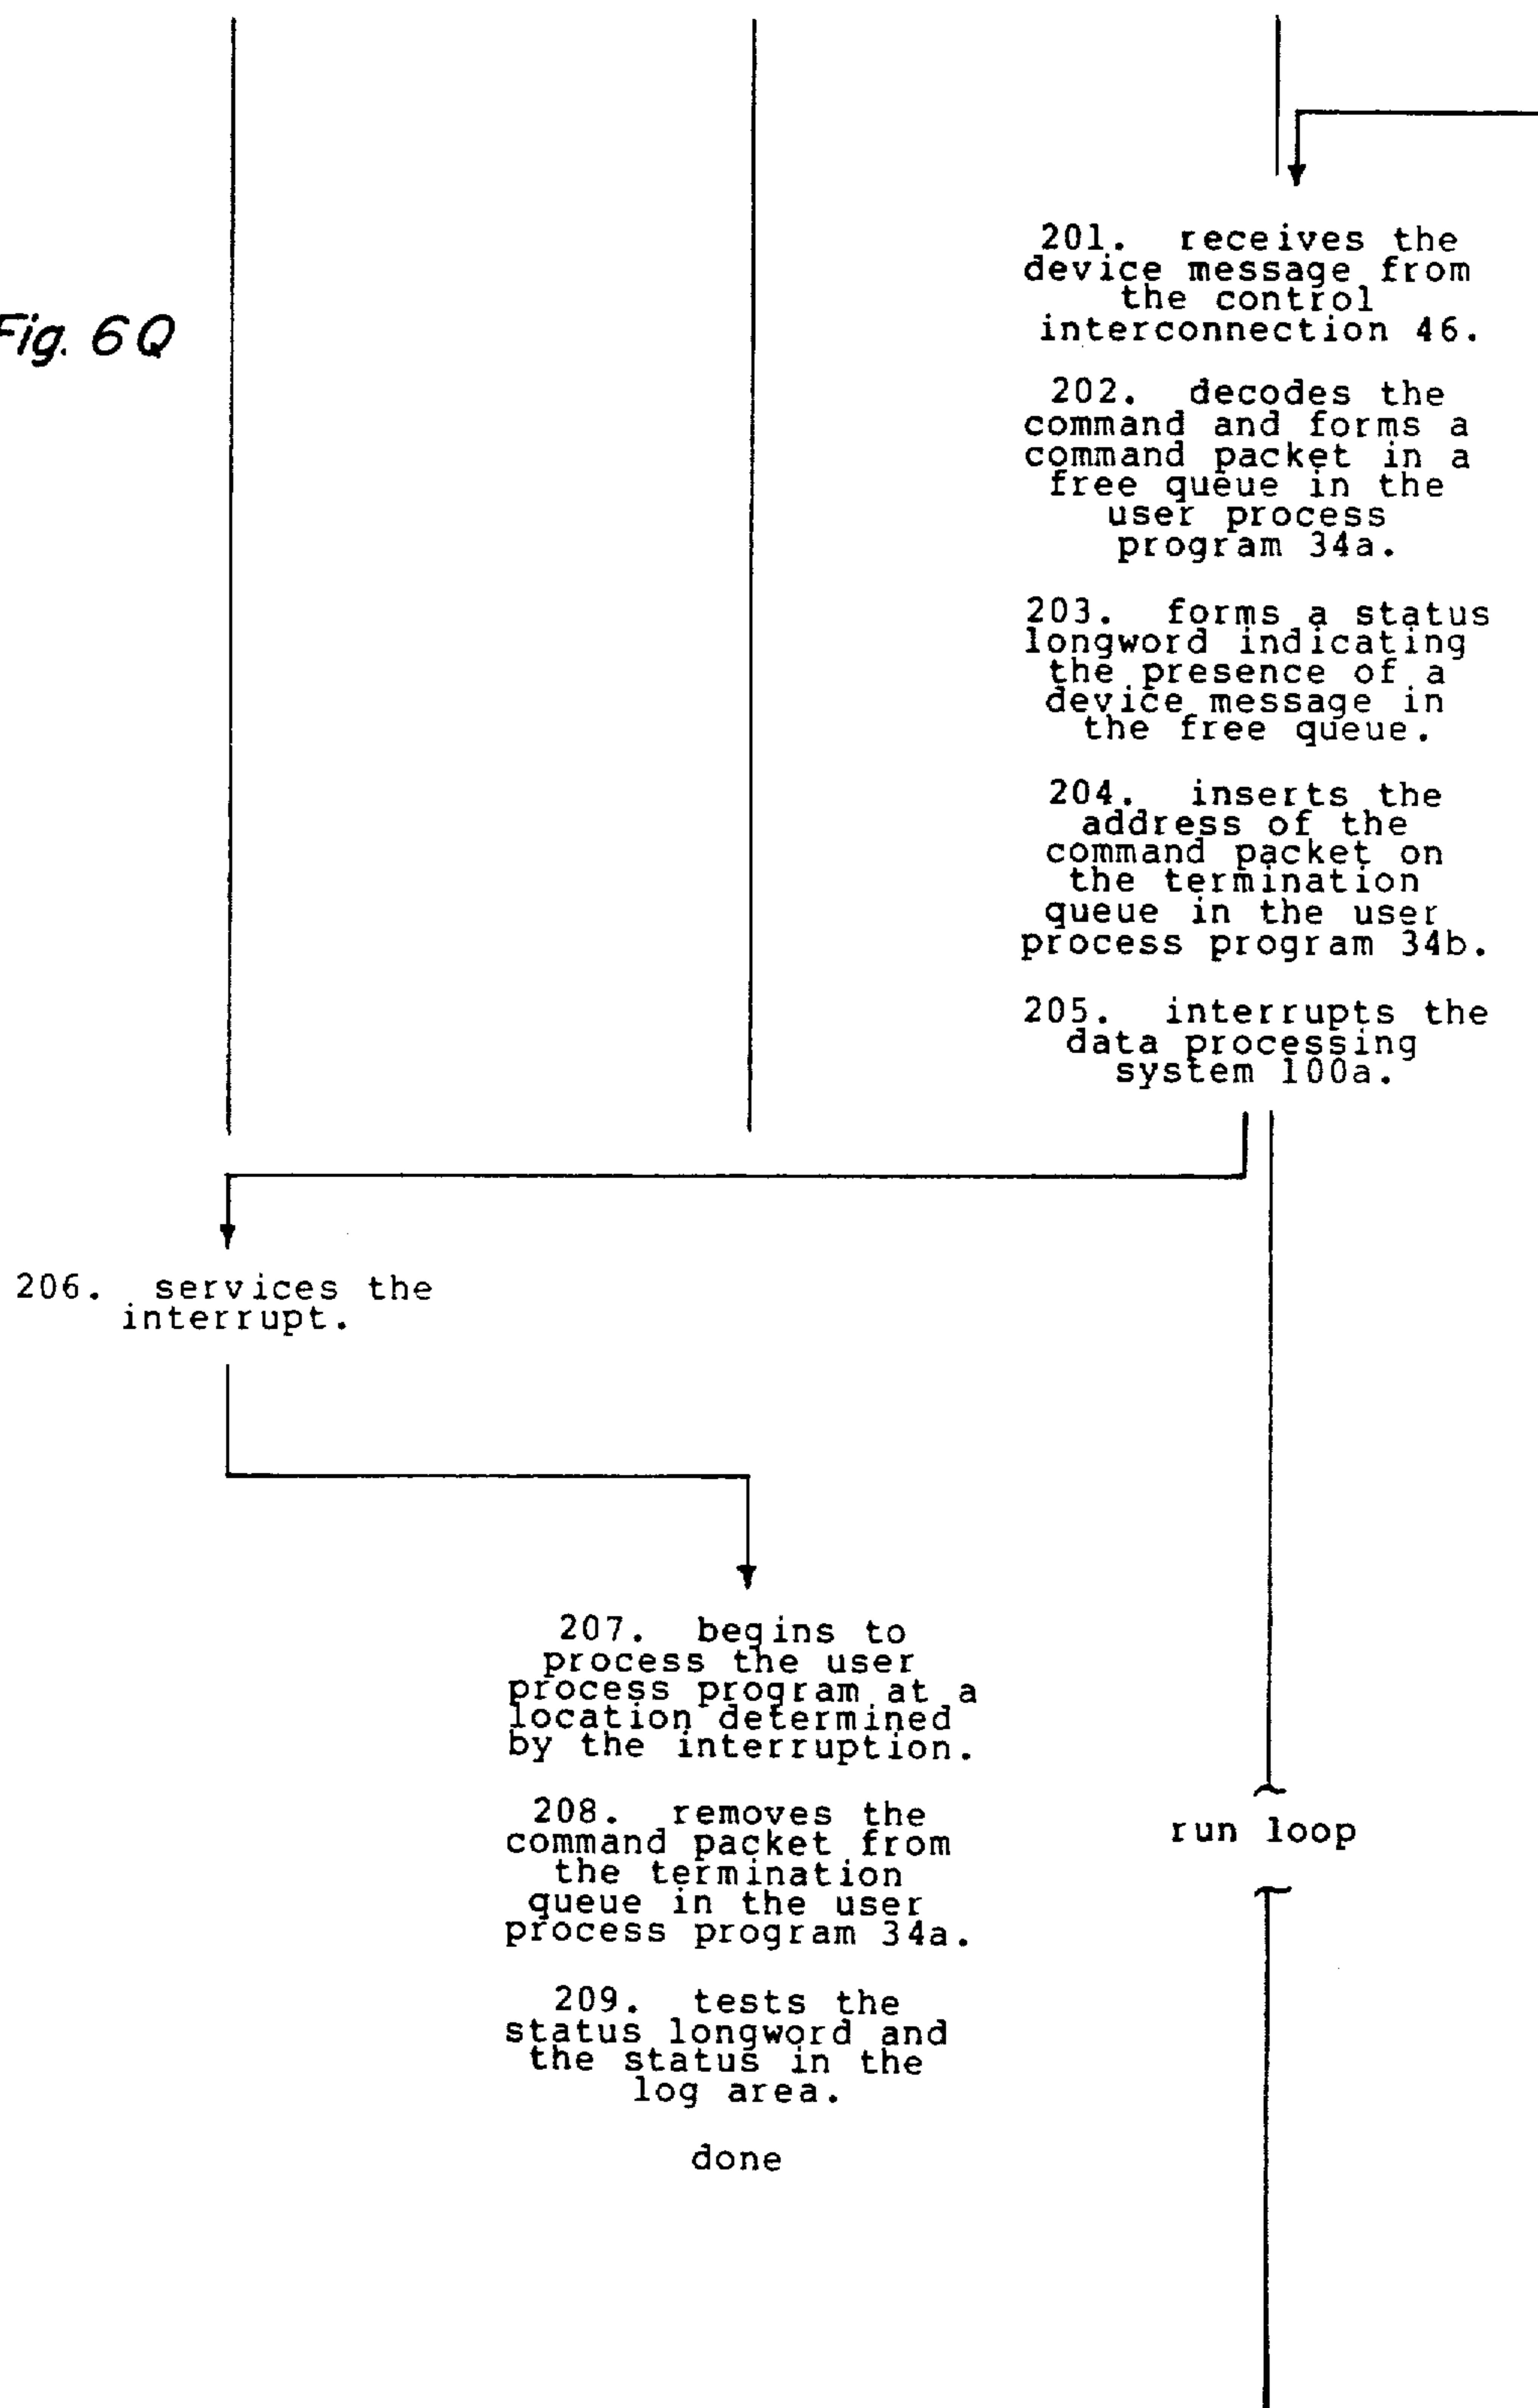 Fig. 6Q
201. receives the
device message from
the control
interconnection 46.
202. decodes the
command and forms a
command packet in a
free queue in the
user process
program 34a.
203. forms a status
longword indicating
the presence of a
device message in
the free queue.
204. inserts the
address of the
command packet on
the termination
queue in the user
process program 34b.
205. interrupts the
data processing
system 100a.
206. services the
interrupt.
207. begins to
process the user
process program at a
location determined
by the interruption.
208. removes the
command packet from
the termination
queue in the user
process program 34a.
209. tests the
status longword and
the status in the
log area.
done
run loop